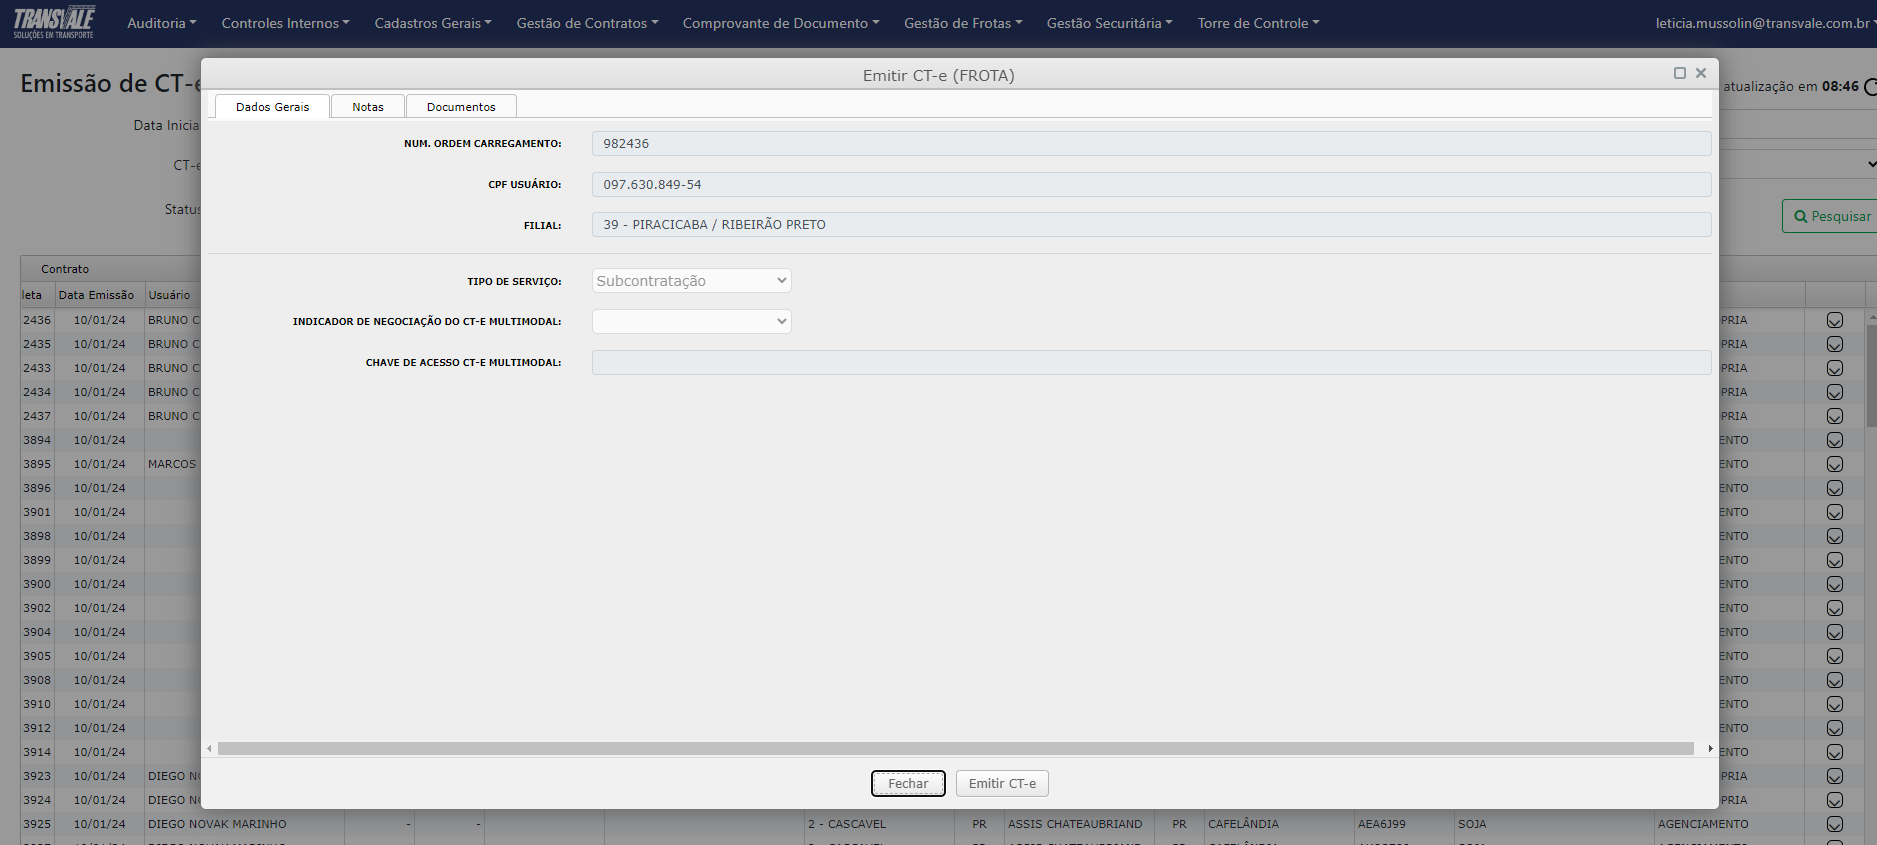 TRANSVALE
SOLUÇÕES EM TRANSPORTE
Auditoria Controles Internos Cadastros Gerais Gestão de Contratos Comprovante de Documento Gestão de Frotas Gestão Securitária Torre de Controle leticia.mussolin@transvale.com.br
Emissão de CT-e
atualização em 08:46
Data Inicia
CT-e
Status
Pesquisar
Emitir CT-e (FROTA)
Dados Gerais Notas Documentos
NUM. ORDEM CARREGAMENTO: 982436
CPF USUÁRIO: 097.630.849-54
FILIAL: 39 - PIRACICABA / RIBEIRÃO PRETO
TIPO DE SERVIÇO: Subcontratação
INDICADOR DE NEGOCIAÇÃO DO CT-E MULTIMODAL:
CHAVE DE ACESSO CT-E MULTIMODAL:
Fechar Emitir CT-e
Contrato
leta Data Emissão Usuário
2436 10/01/24 BRUNO C PRIA
2435 10/01/24 BRUNO C PRIA
2433 10/01/24 BRUNO C PRIA
2434 10/01/24 BRUNO C PRIA
2437 10/01/24 BRUNO C PRIA
3894 10/01/24 ENTO
3895 10/01/24 MARCOS ENTO
3896 10/01/24 ENTO
3901 10/01/24 ENTO
3898 10/01/24 ENTO
3899 10/01/24 ENTO
3900 10/01/24 ENTO
3902 10/01/24 ENTO
3904 10/01/24 ENTO
3905 10/01/24 ENTO
3908 10/01/24 ENTO
3910 10/01/24 ENTO
3912 10/01/24 ENTO
3914 10/01/24 ENTO
3923 10/01/24 DIEGO NO PRIA
3924 10/01/24 DIEGO NO PRIA
3925 10/01/24 DIEGO NOVAK MARINHO - - 2 - CASCAVEL PR ASSIS CHATEAUBRIAND PR CAFELÂNDIA AEA6J99 SOJA AGENCIAMENTO